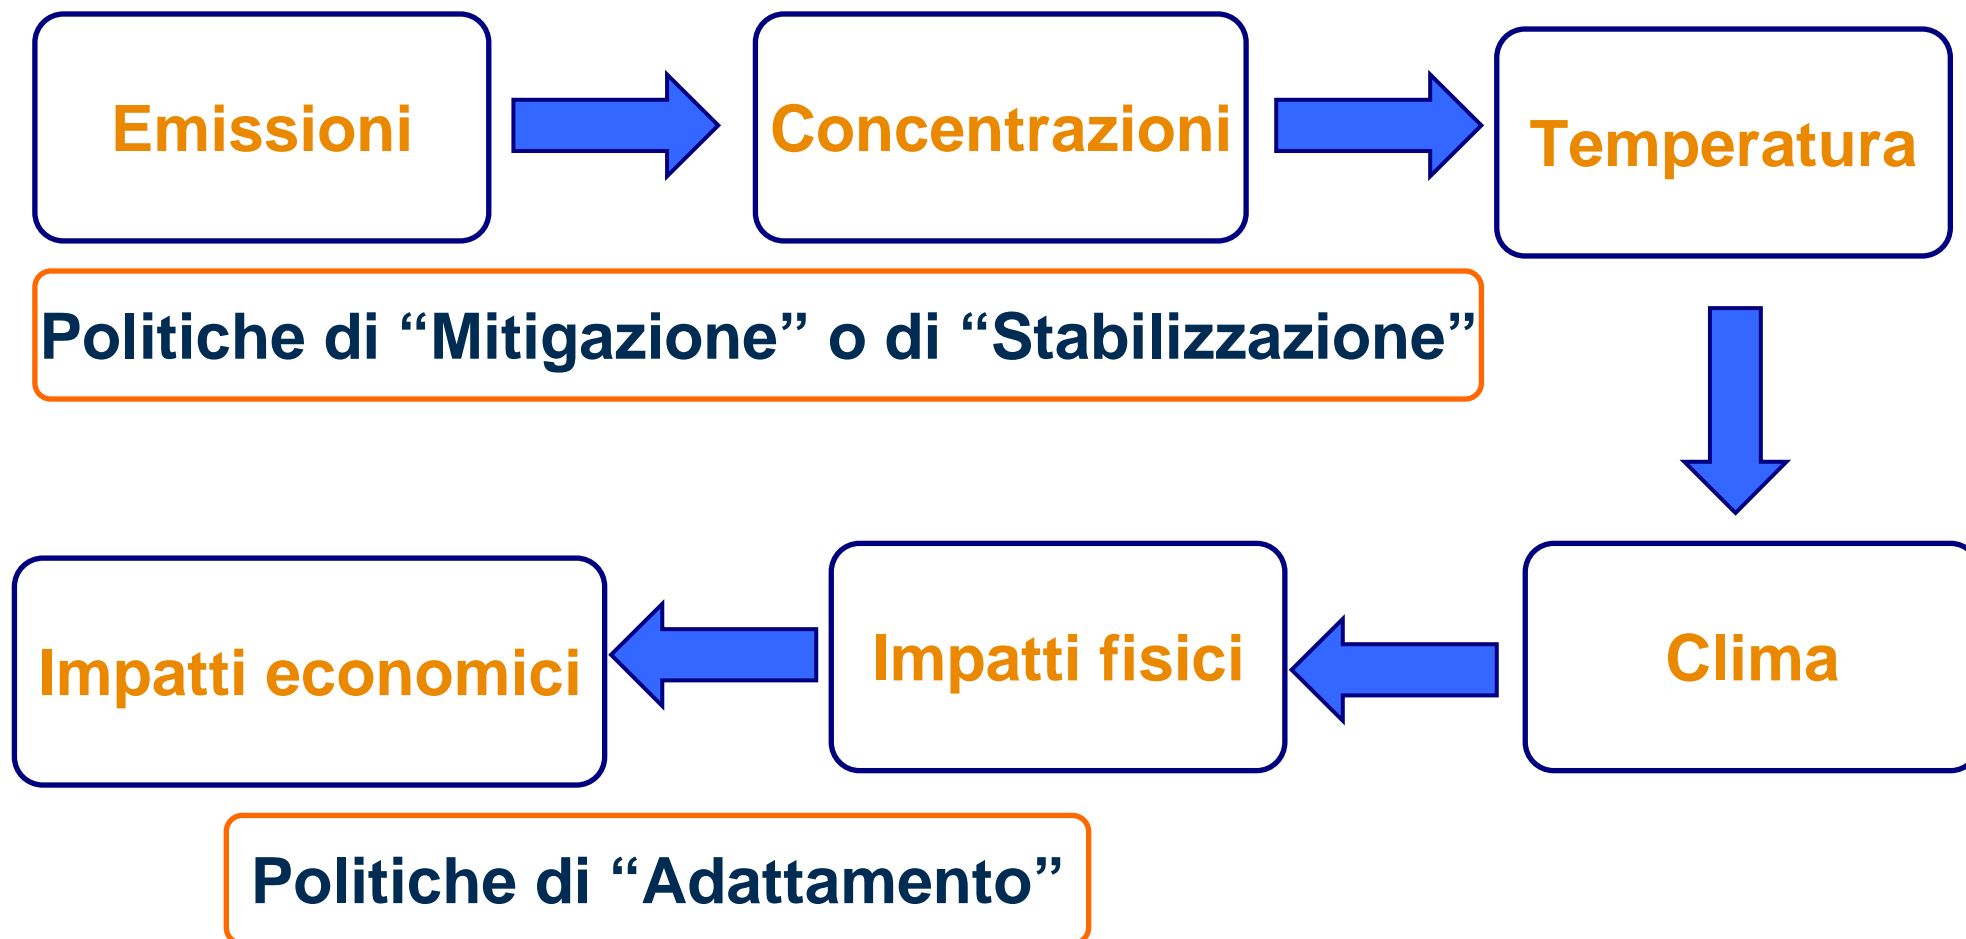 Emissioni
Concentrazioni
Temperatura
Politiche di “Mitigazione” o di “Stabilizzazione”
Impatti economici
Impatti fisici
Clima
Politiche di “Adattamento”